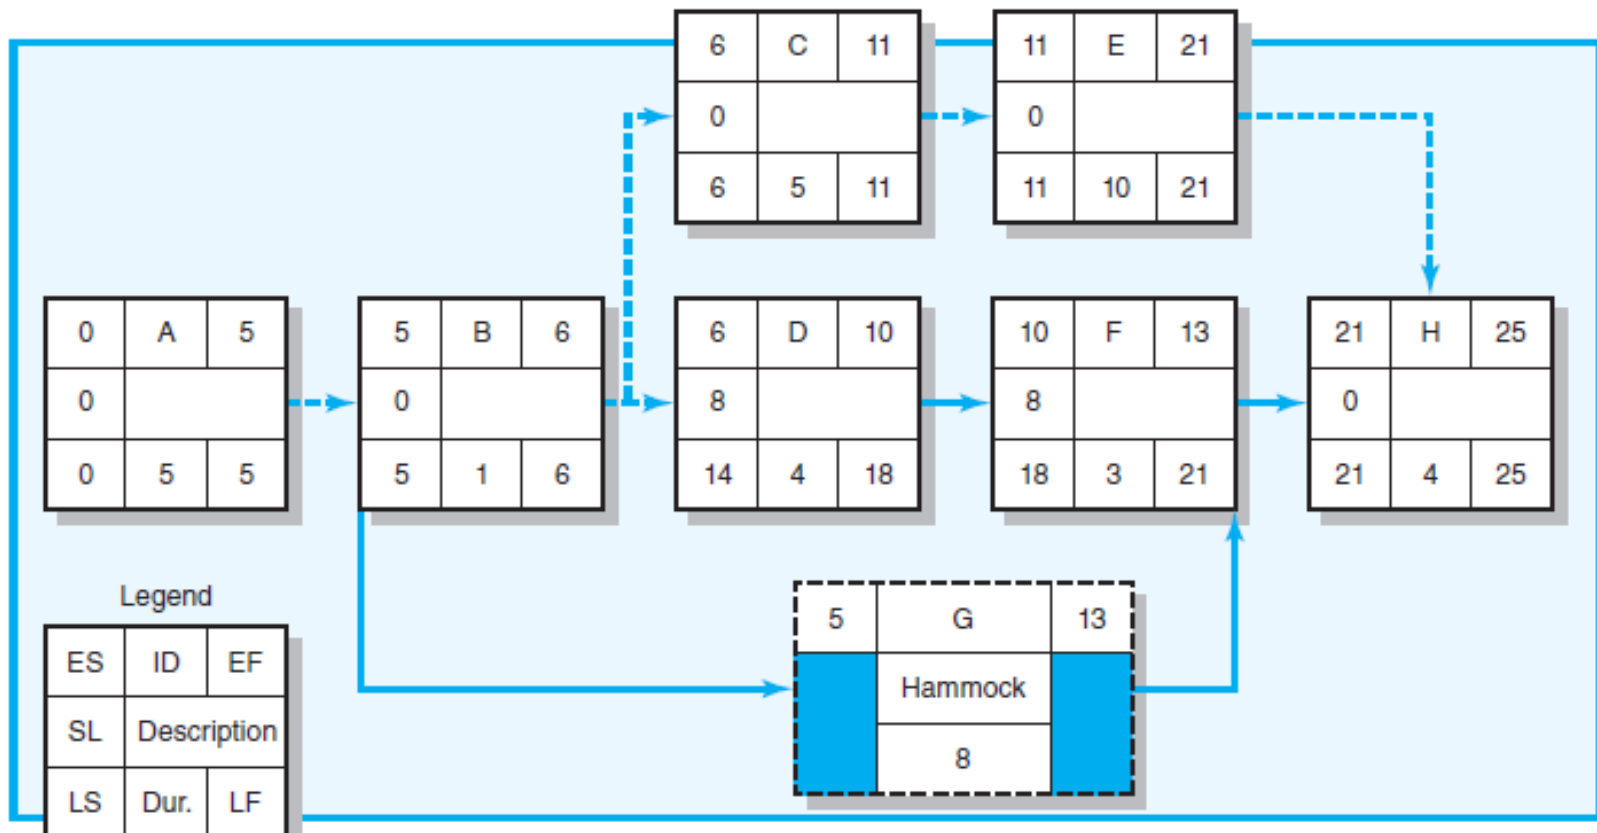 6 C 11
0
6 5 11
11 E 21
0
11 10 21
0 A 5
0
0 5 5
5 B 6
0
5 1 6
6 D 10
8
14 4 18
10 F 13
8
18 3 21
21 H 25
0
21 4 25
5 G 13
Hammock
8
Legend
ES ID EF
SL Description
LS Dur. LF